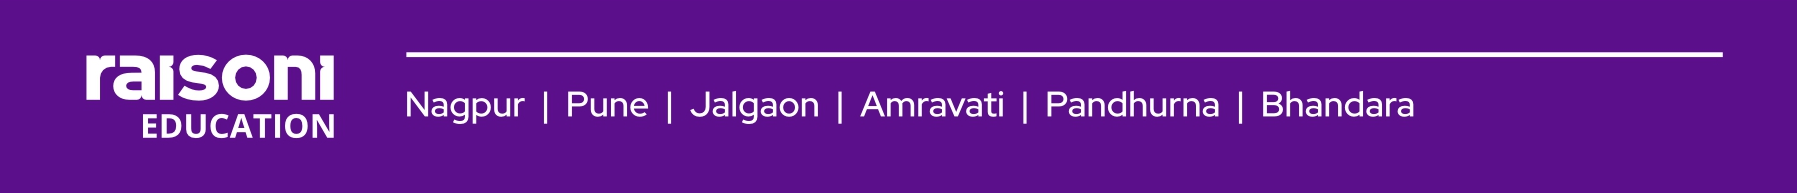 raisoni
EDUCATION
Nagpur | Pune | Jalgaon | Amravati | Pandhurna | Bhandara